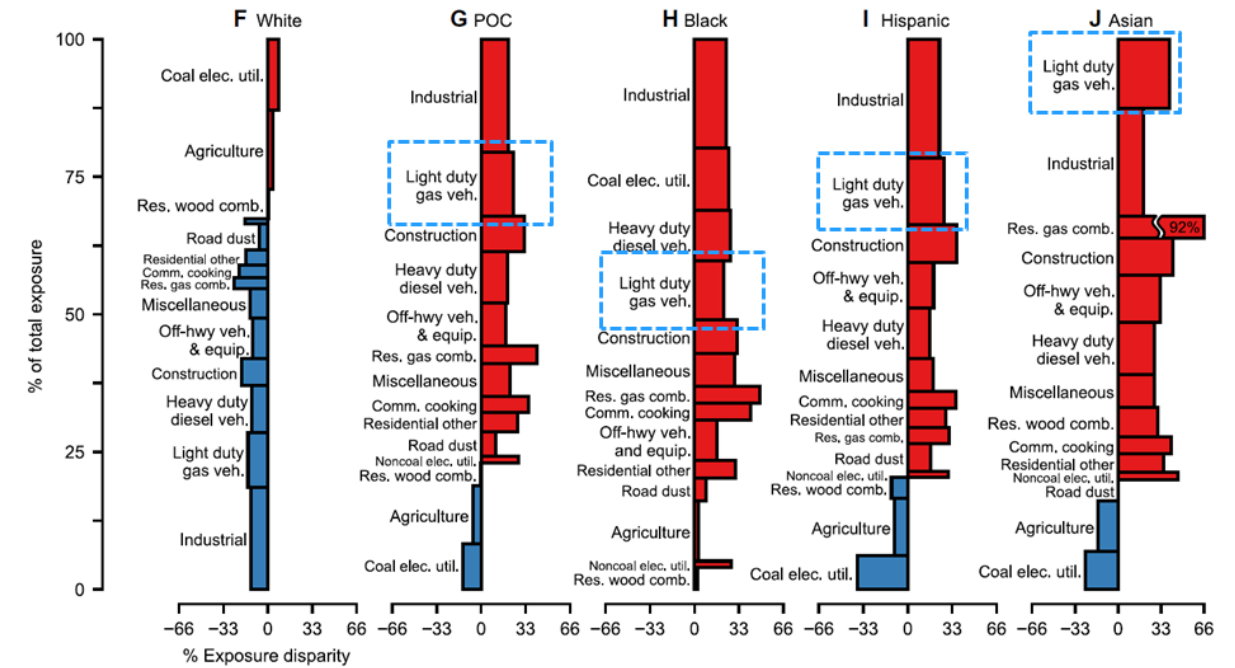 F White
G POC
H Black
I Hispanic
J Asian
% of total exposure
100
75
50
25
0
Coal elec. util.
Agriculture
Res. wood comb.
Road dust
Residential other
Comm. cooking
Res. gas comb.
Miscellaneous
Off-hwy veh.
& equip.
Construction
Heavy duty
diesel veh.
Light duty
gas veh.
Industrial
Industrial
Light duty
gas veh.
Construction
Heavy duty
diesel veh.
Off-hwy veh.
& equip.
Res. gas comb.
Miscellaneous
Comm. cooking
Residential other
Road dust
Noncoal elec. util.
Res. wood comb.
Agriculture
Coal elec. util.
Industrial
Coal elec. util.
Heavy duty
diesel veh.
Light duty
gas veh.
Construction
Miscellaneous
Res. gas comb.
Comm. cooking
Off-hwy veh.
and equip.
Residential other
Road dust
Agriculture
Noncoal elec. util.
Res. wood comb.
Industrial
Light duty
gas veh.
Construction
Off-hwy veh.
& equip.
Heavy duty
diesel veh.
Miscellaneous
Comm. cooking
Residential other
Res. gas comb.
Road dust
Noncoal elec. util.
Res. wood comb.
Agriculture
Coal elec. util.
Light duty
gas veh.
Industrial
Res. gas comb.
92%
Construction
Off-hwy veh.
& equip.
Heavy duty
diesel veh.
Miscellaneous
Res. wood comb.
Comm. cooking
Residential other
Noncoal elec. util.
Road dust
Agriculture
Coal elec. util.
−66 −33 0 33 66
−66 −33 0 33 66
−66 −33 0 33 66
−66 −33 0 33 66
−66 −33 0 33 66
% Exposure disparity